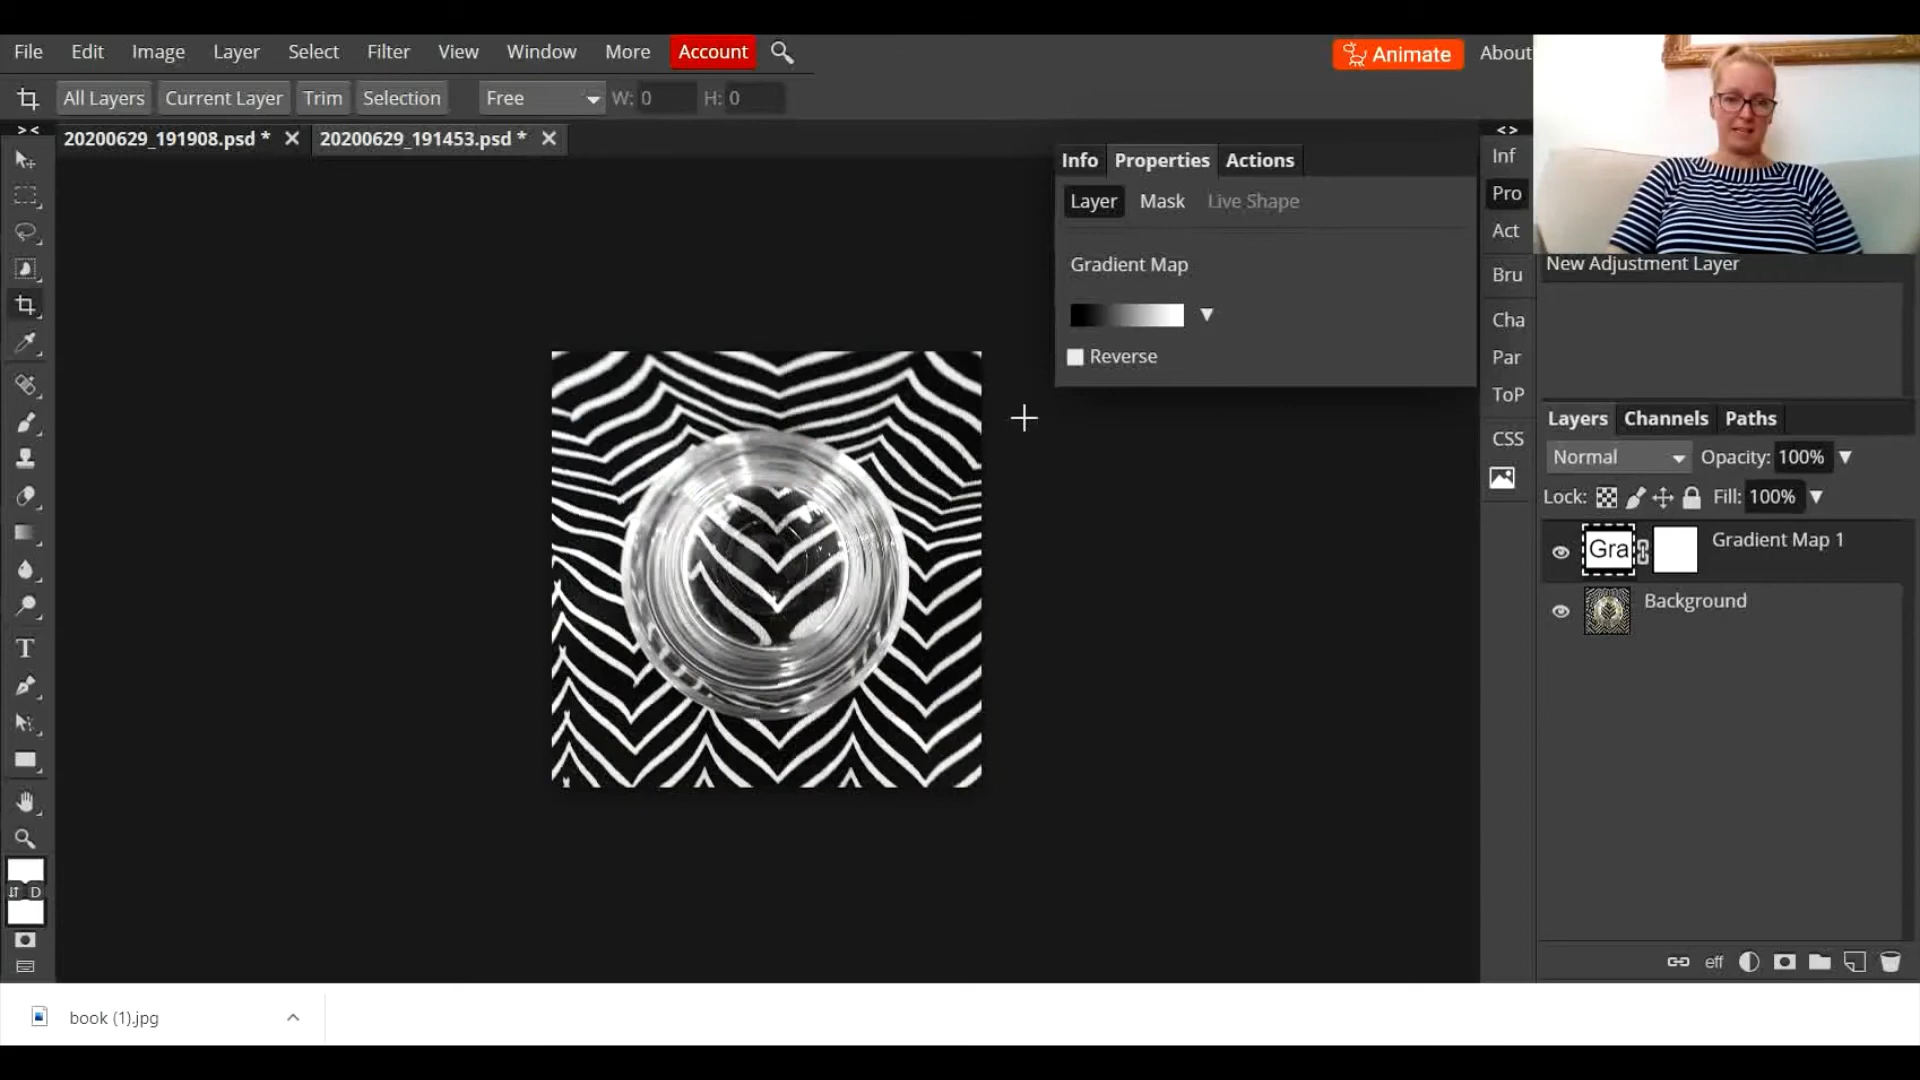 File Edit Image Layer Select Filter View Window More Account Animate About
All Layers Current Layer Trim Selection Free W: 0 H: 0
> < 20200629_191908.psd * 20200629_191453.psd * < >
Info Properties Actions
Layer Mask Live Shape
Gradient Map
Reverse
Inf
Pro
Act
Bru
Cha
Par
ToP
CSS
New Adjustment Layer
Layers Channels Paths
Normal Opacity: 100%
Lock: Fill: 100%
Gra Gradient Map 1
Background
T
D
eff
book (1).jpg